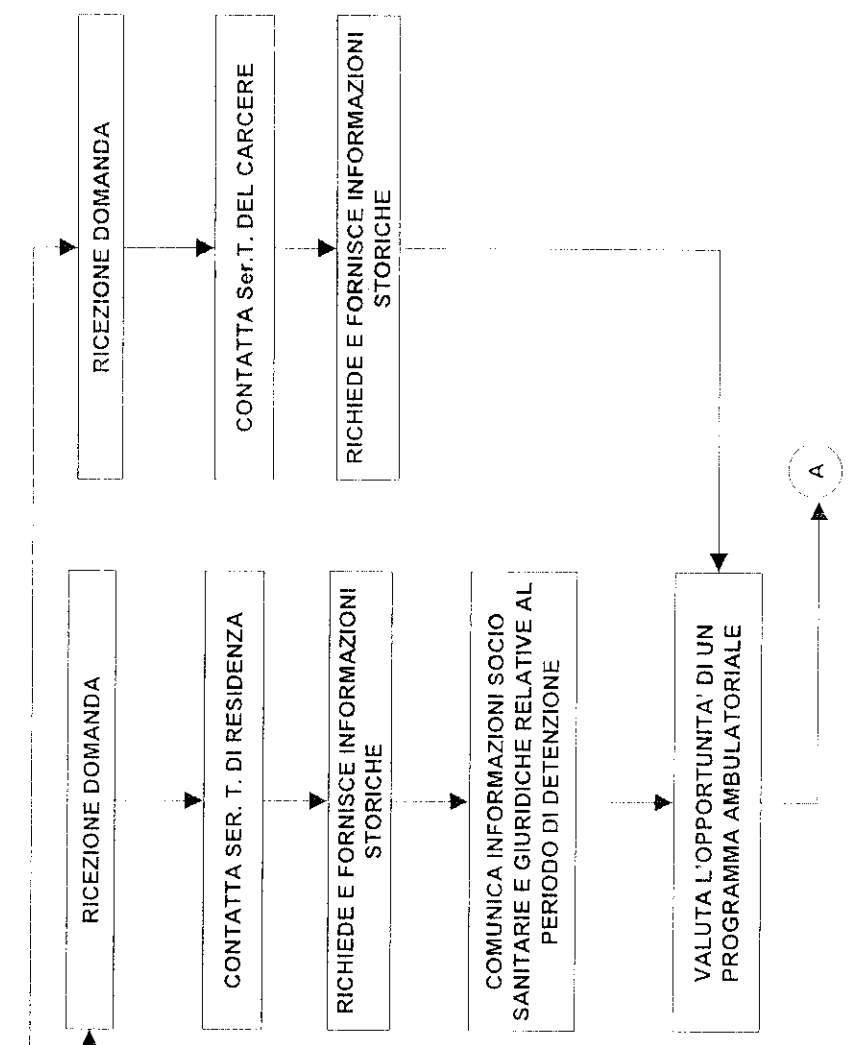 RICEZIONE DOMANDA
CONTATTA SER. T. DI RESIDENZA
RICHIEDE E FORNISCE INFORMAZIONI
STORICHE
COMUNICA INFORMAZIONI SOCIO
SANITARIE E GIURIDICHE RELATIVE AL
PERIODO DI DETENZIONE
VALUTA L'OPPORTUNITA' DI UN
PROGRAMMA AMBULATORIALE
RICEZIONE DOMANDA
CONTATTA Ser.T. DEL CARCERE
RICHIEDE E FORNISCE INFORMAZIONI
STORICHE
A